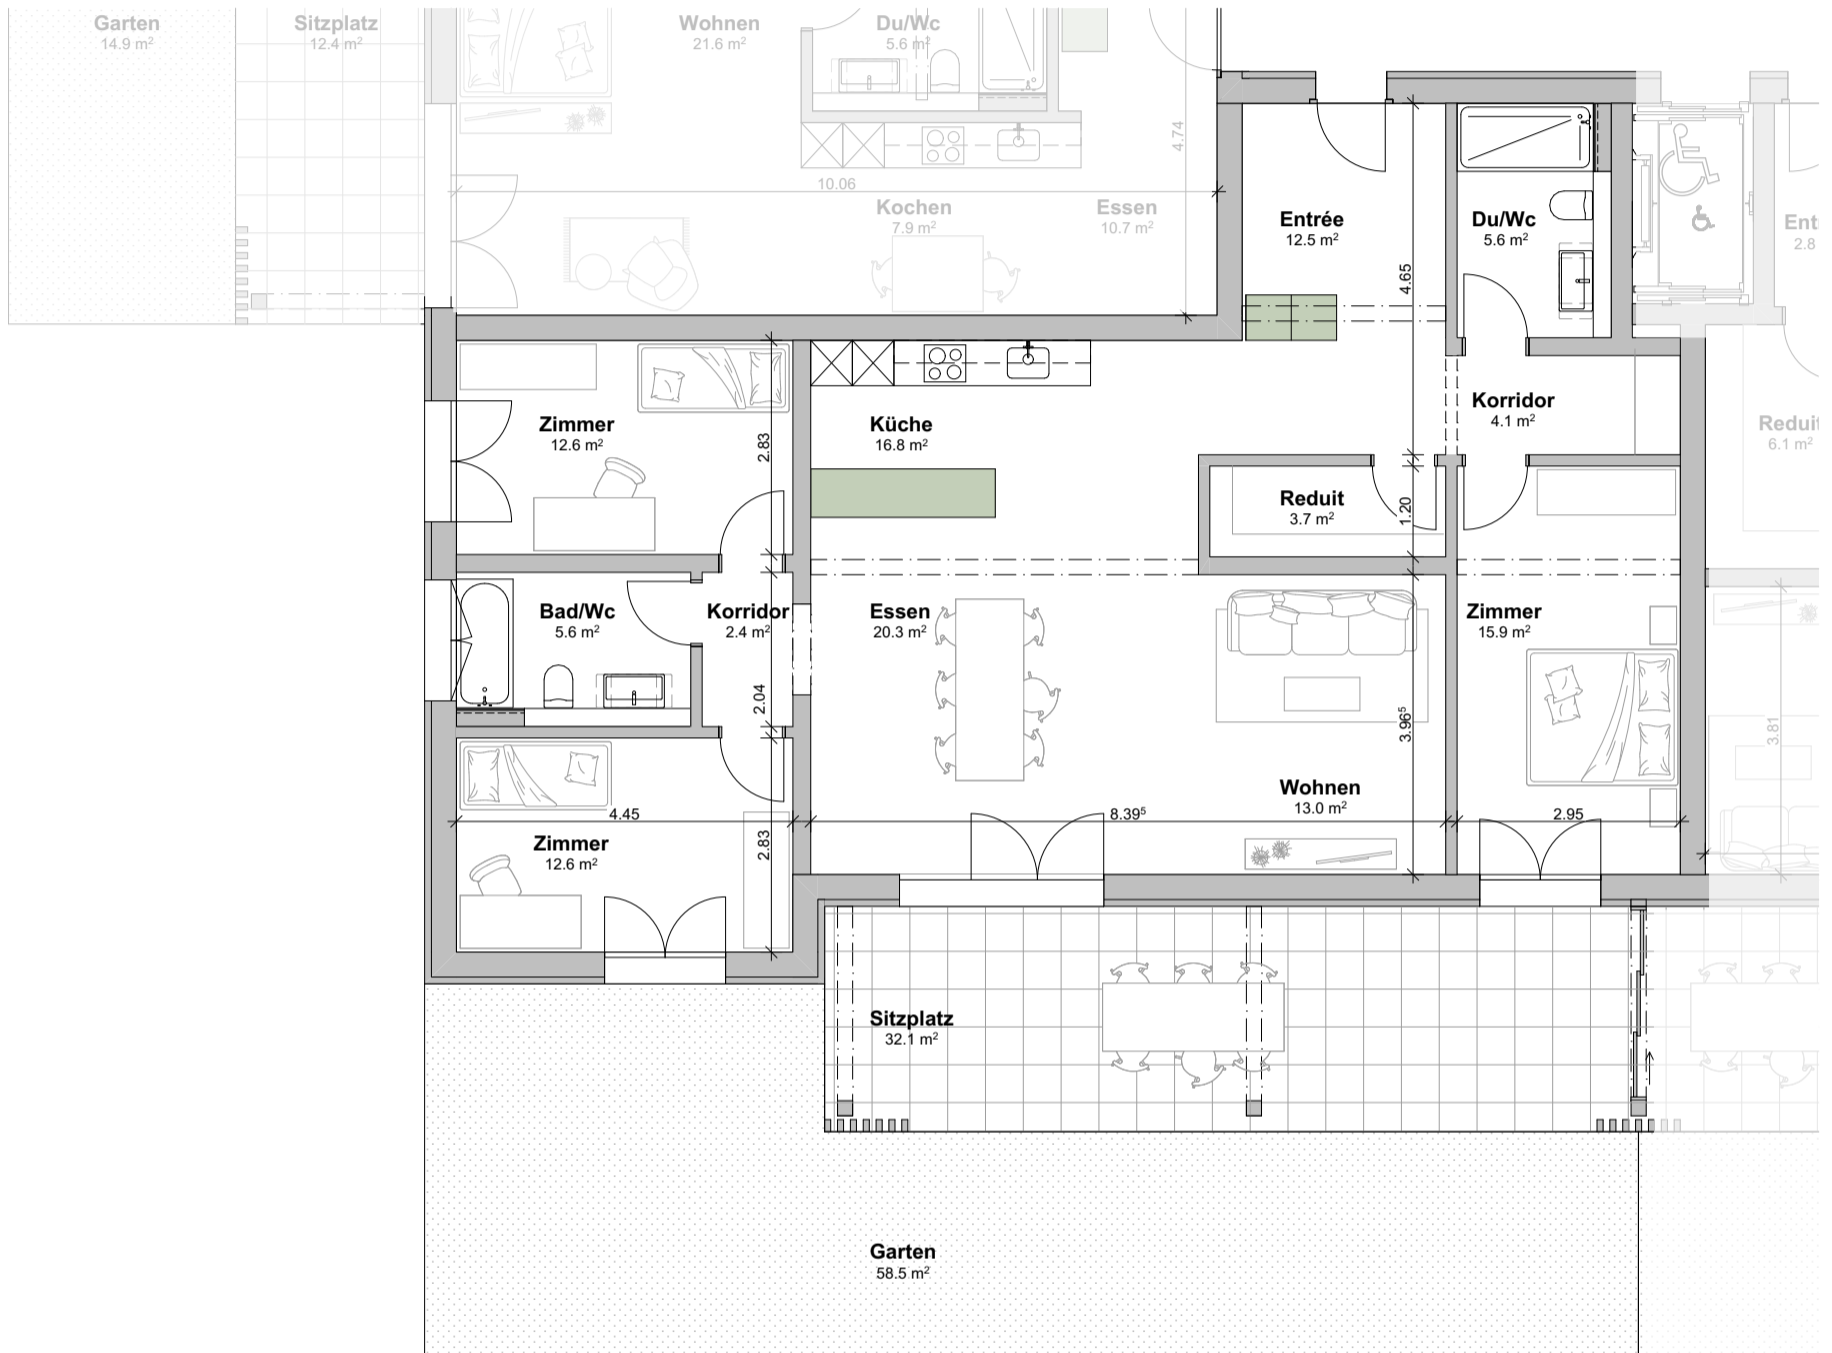 Garten
14.9 m²
Sitzplatz
12.4 m²
Wohnen
21.6 m²
Du/Wc
5.6 m²
4.74
10.06
Kochen
7.9 m²
Essen
10.7 m²
Entrée
12.5 m²
Du/Wc
5.6 m²
Ent
2.8
4.65
Zimmer
12.6 m²
2.83
Küche
16.8 m²
Korridor
4.1 m²
Reduit
6.1 m²
Reduit
3.7 m²
1.20
Bad/Wc
5.6 m²
Korridor
2.4 m²
Essen
20.3 m²
Zimmer
15.9 m²
2.04
3.96⁵
3.81
Wohnen
13.0 m²
4.45
8.39⁵
2.95
Zimmer
12.6 m²
2.83
Sitzplatz
32.1 m²
Garten
58.5 m²